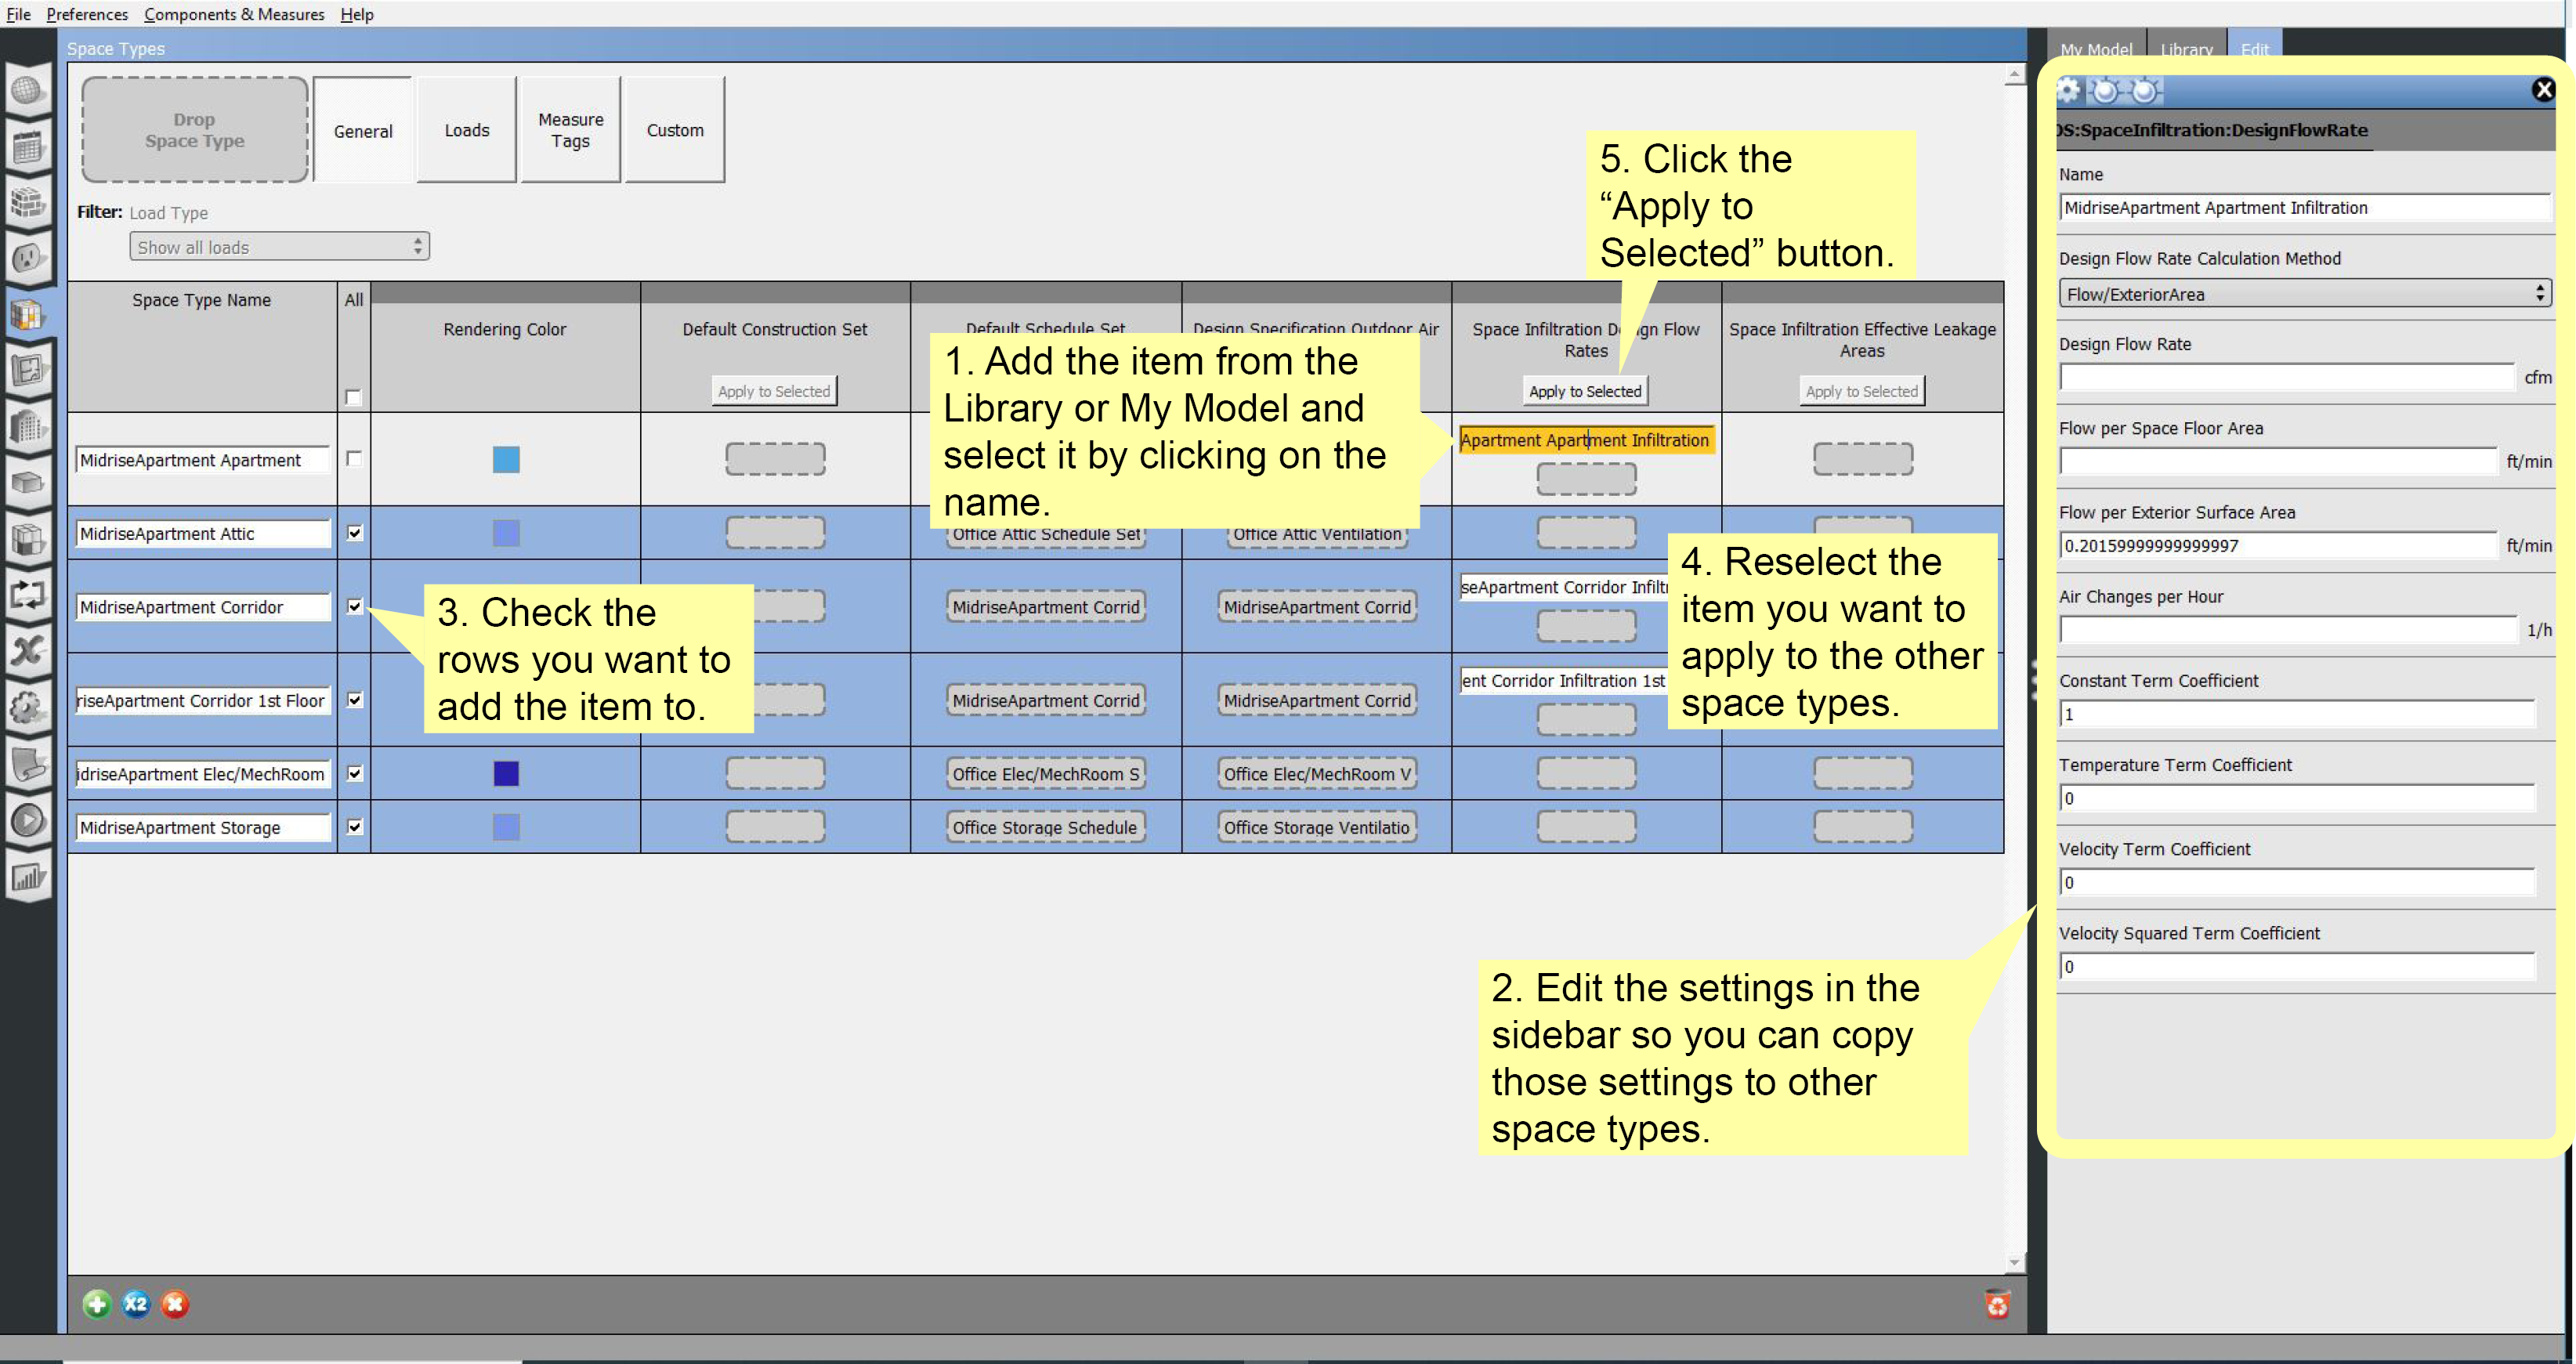 File Preferences Components & Measures Help
Space Types
My Model Library Edit
Drop
Space Type
General
Loads
Measure
Tags
Custom
Filter: Load Type
Show all loads
5. Click the
“Apply to
Selected” button.
Space Type Name
All
Rendering Color
Default Construction Set
Apply to Selected
Default Schedule Set
Design Specification Outdoor Air
Space Infiltration Design Flow
Rates
Apply to Selected
Space Infiltration Effective Leakage
Areas
Apply to Selected
1. Add the item from the
Library or My Model and
select it by clicking on the
name.
MidriseApartment Apartment
Apartment Apartment Infiltration
MidriseApartment Attic
Office Attic Schedule Set
Office Attic Ventilation
MidriseApartment Corridor
MidriseApartment Corrid
MidriseApartment Corrid
seApartment Corridor Infilt
3. Check the
rows you want to
add the item to.
4. Reselect the
item you want to
apply to the other
space types.
riseApartment Corridor 1st Floor
MidriseApartment Corrid
MidriseApartment Corrid
ent Corridor Infiltration 1st
idriseApartment Elec/MechRoom
Office Elec/MechRoom S
Office Elec/MechRoom V
MidriseApartment Storage
Office Storage Schedule
Office Storage Ventilatio
2. Edit the settings in the
sidebar so you can copy
those settings to other
space types.
X2
OS:SpaceInfiltration:DesignFlowRate
Name
MidriseApartment Apartment Infiltration
Design Flow Rate Calculation Method
Flow/ExteriorArea
Design Flow Rate
cfm
Flow per Space Floor Area
ft/min
Flow per Exterior Surface Area
0.20159999999999997 ft/min
Air Changes per Hour
1/h
Constant Term Coefficient
1
Temperature Term Coefficient
0
Velocity Term Coefficient
0
Velocity Squared Term Coefficient
0